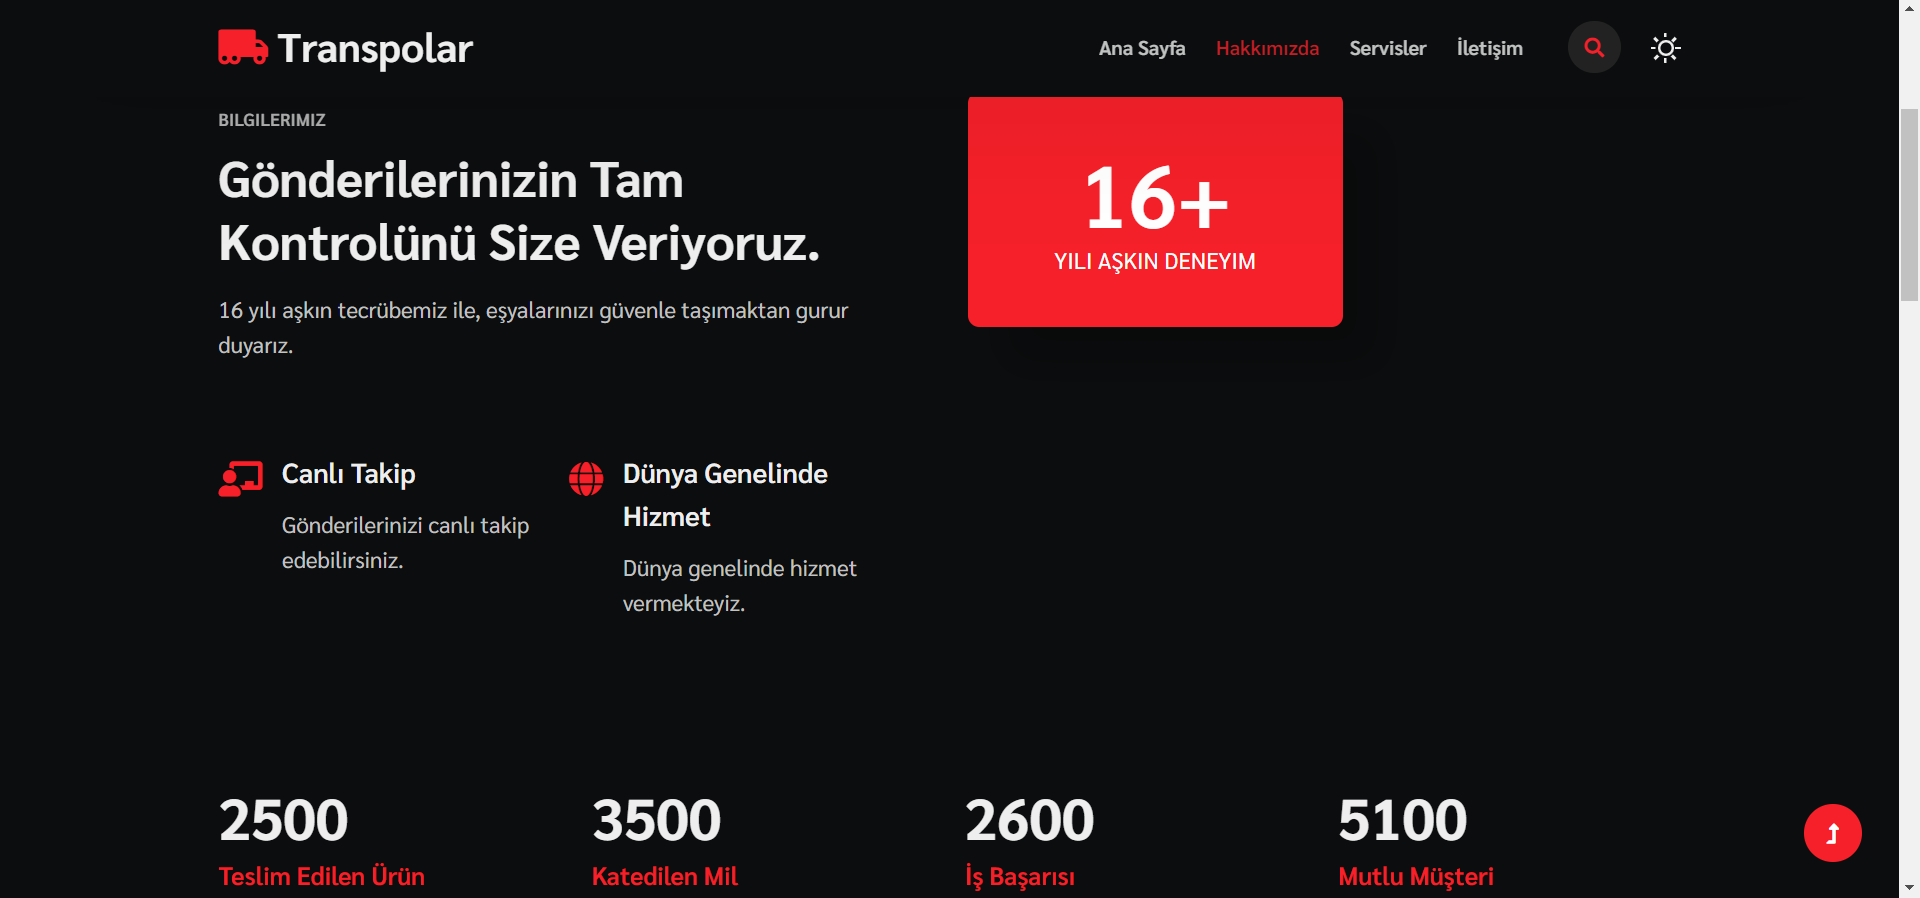 Transpolar
Ana Sayfa
Hakkımızda
Servisler
İletişim
BILGILERIMIZ
Gönderilerinizin Tam
Kontrolünü Size Veriyoruz.
16 yılı aşkın tecrübemiz ile, eşyalarınızı güvenle taşımaktan gurur
duyarız.
16+
YILI AŞKIN DENEYIM
Canlı Takip
Gönderilerinizi canlı takip
edebilirsiniz.
Dünya Genelinde
Hizmet
Dünya genelinde hizmet
vermekteyiz.
2500
Teslim Edilen Ürün
3500
Katedilen Mil
2600
İş Başarısı
5100
Mutlu Müşteri